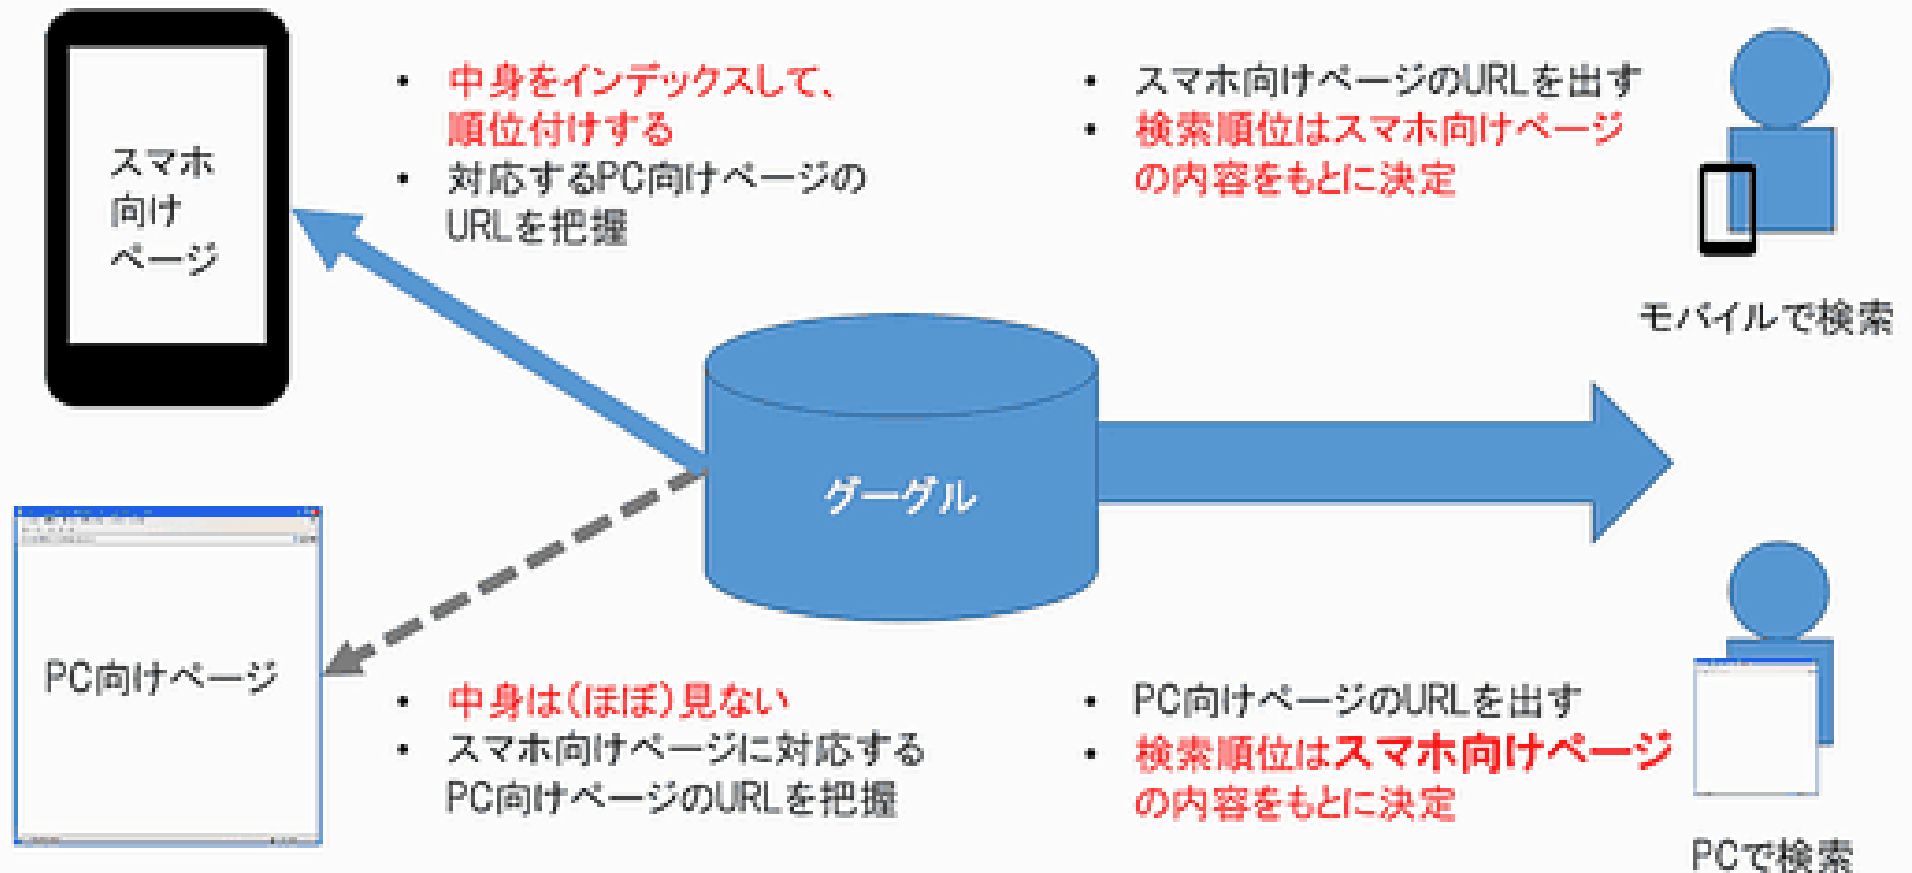 スマホ
向け
ページ
• 中身をインデックスして、
順位付けする
• 対応するPC向けページの
URLを把握
• スマホ向けページのURLを出す
• 検索順位はスマホ向けページ
の内容をもとに決定
モバイルで検索
グーグル
PC向けページ
• 中身は(ほぼ)見ない
• スマホ向けページに対応する
PC向けページのURLを把握
• PC向けページのURLを出す
• 検索順位はスマホ向けページ
の内容をもとに決定
PCで検索